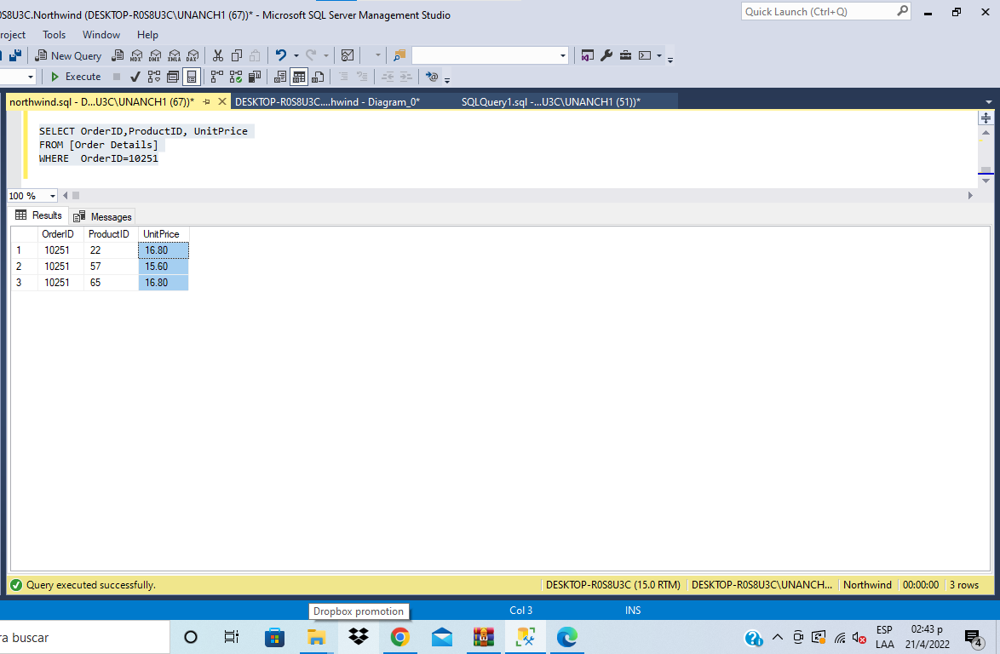 0S8U3C.Northwind (DESKTOP-R0S8U3C\UNANCH1 (67))* - Microsoft SQL Server Management Studio
Quick Launch (Ctrl+Q)
roject Tools Window Help
New Query MDX DMX XMLA DAX
Execute
northwind.sql - D...U3C\UNANCH1 (67))* DESKTOP-R0S8U3C....hwind - Diagram_0* SQLQuery1.sql -...U3C\UNANCH1 (51))*
SELECT OrderID,ProductID, UnitPrice
FROM [Order Details]
WHERE  OrderID=10251
100 %
Results Messages
OrderID ProductID UnitPrice
1 10251 22 16.80
2 10251 57 15.60
3 10251 65 16.80
Query executed successfully. DESKTOP-R0S8U3C (15.0 RTM) DESKTOP-R0S8U3C\UNANCH... Northwind 00:00:00 3 rows
Dropbox promotion Col 3 INS
ra buscar
ESP 02:43 p
LAA 21/4/2022 4